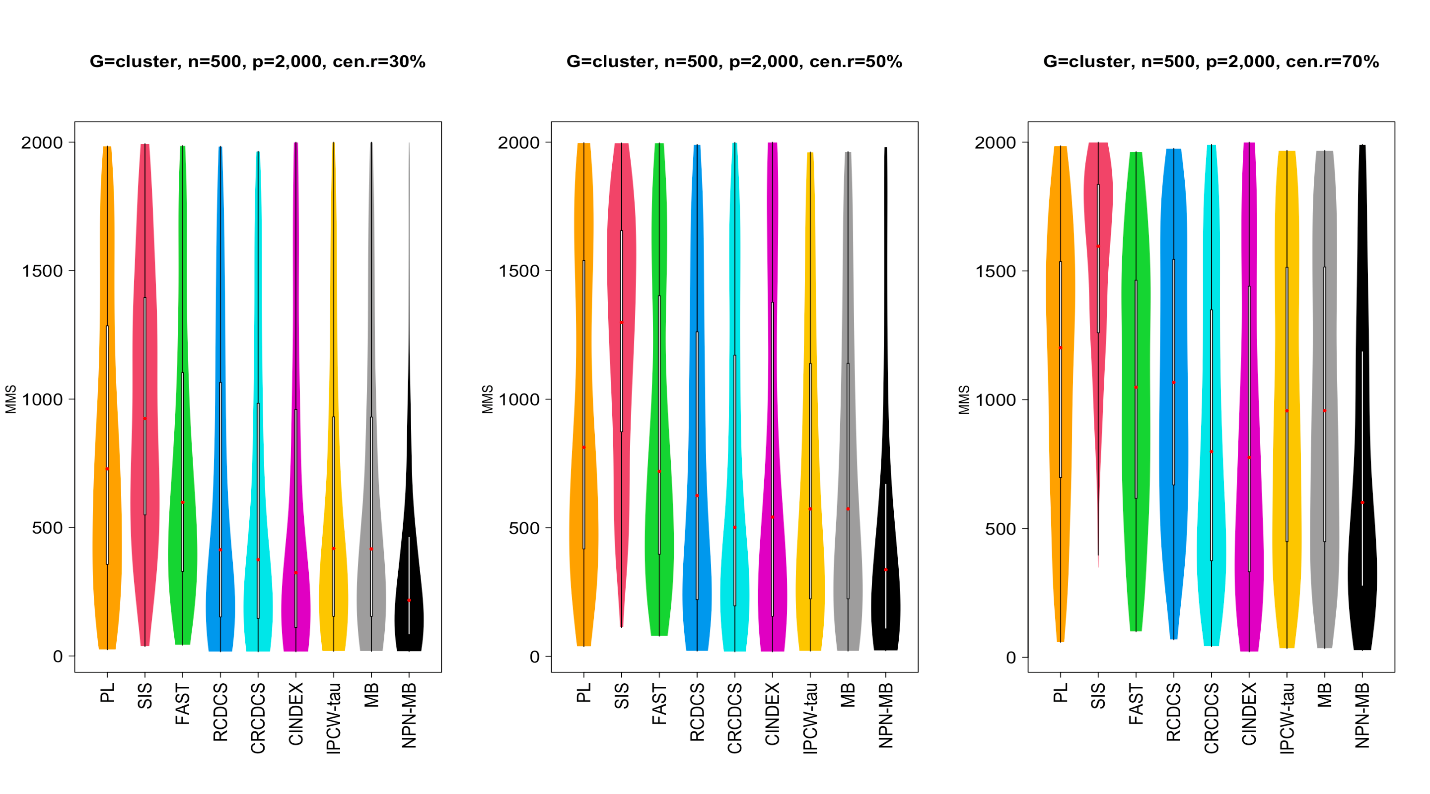 G=cluster, n=500, p=2,000, cen.r=30%
MMS
2000
1500
1000
500
0
PL
SIS
FAST
RCDCS
CRCDCS
CINDEX
IPCW-tau
MB
NPN-MB
G=cluster, n=500, p=2,000, cen.r=50%
MMS
2000
1500
1000
500
0
PL
SIS
FAST
RCDCS
CRCDCS
CINDEX
IPCW-tau
MB
NPN-MB
G=cluster, n=500, p=2,000, cen.r=70%
MMS
2000
1500
1000
500
0
PL
SIS
FAST
RCDCS
CRCDCS
CINDEX
IPCW-tau
MB
NPN-MB